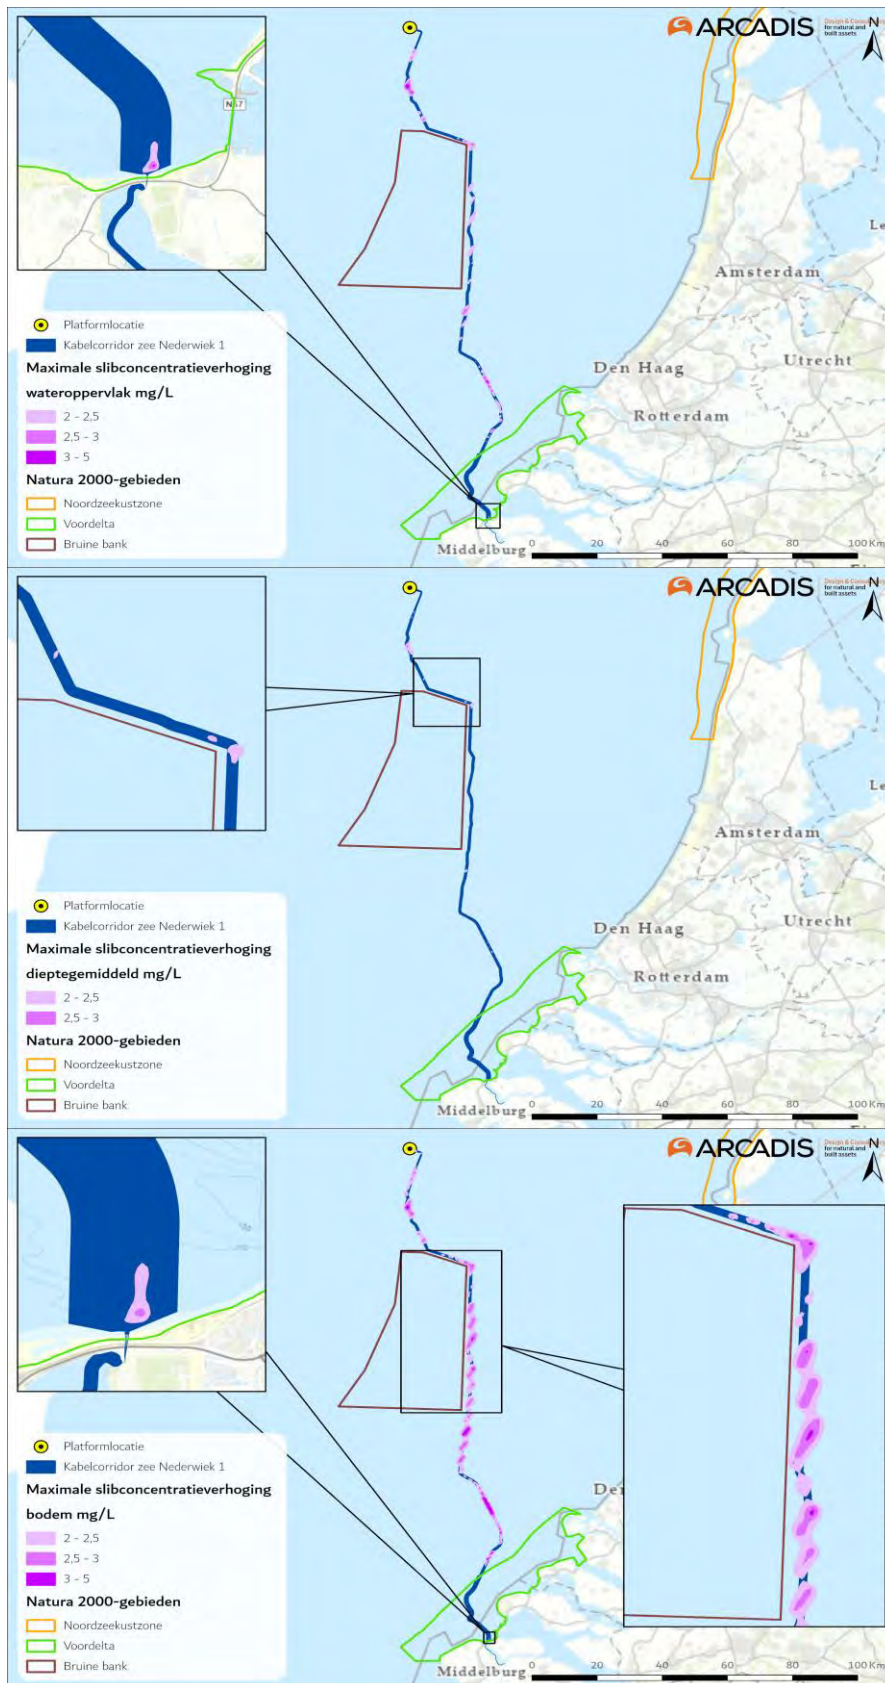 ARCADIS
Design & Consultancy
for natural and
built assets
N
N57
Platformlocatie
Kabelcorridor zee Nederwiek 1
Maximale slibconcentratieverhoging
wateroppervlak mg/L
2 - 2,5
2,5 - 3
3 - 5
Natura 2000-gebieden
Noordzeekustzone
Voordelta
Bruine bank
Amsterdam
Le
Den Haag
Utrecht
Rotterdam
Middelburg
0 20 40 60 80 100 Km
ARCADIS
Design & Consultancy
for natural and
built assets
N
Platformlocatie
Kabelcorridor zee Nederwiek 1
Maximale slibconcentratieverhoging
dieptegemiddeld mg/L
2 - 2,5
2,5 - 3
Natura 2000-gebieden
Noordzeekustzone
Voordelta
Bruine bank
Amsterdam
Le
Den Haag
Utrecht
Rotterdam
Middelburg
0 20 40 60 80 100 Km
ARCADIS
Design & Consultancy
for natural and
built assets
N
Platformlocatie
Kabelcorridor zee Nederwiek 1
Maximale slibconcentratieverhoging
bodem mg/L
2 - 2,5
2,5 - 3
3 - 5
Natura 2000-gebieden
Noordzeekustzone
Voordelta
Bruine bank
De
Middelburg
0 20 40 60 80 100 Km